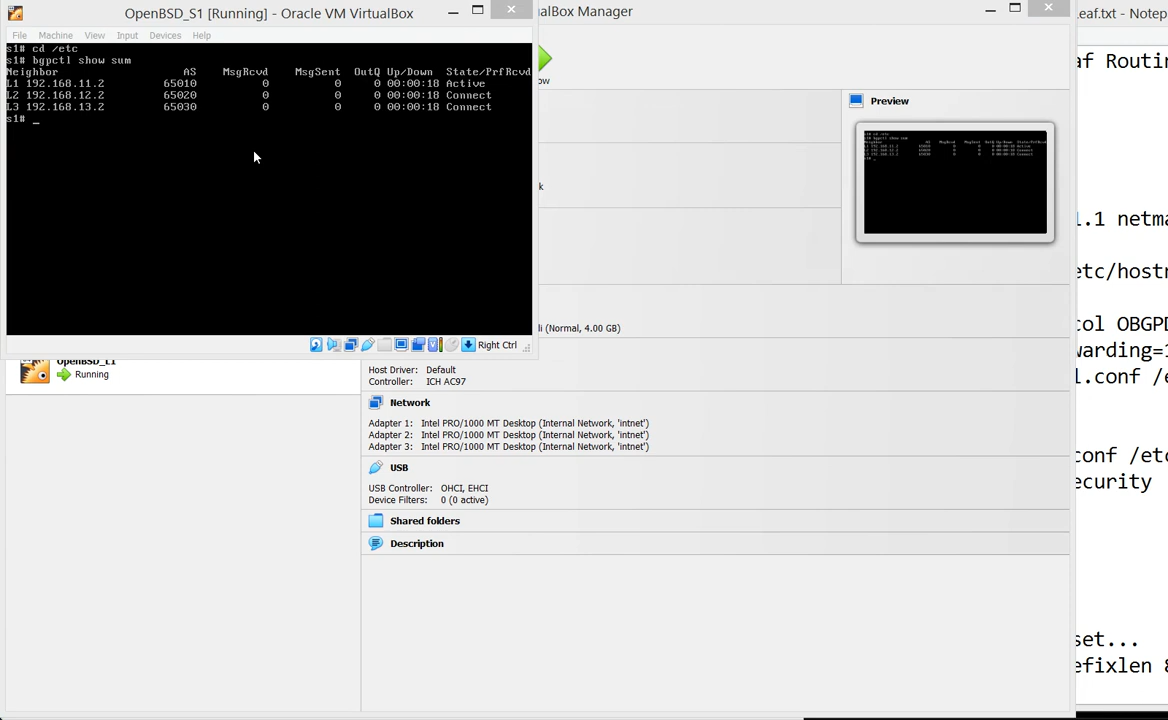 OpenBSD_S1 [Running] - Oracle VM VirtualBox
File Machine View Input Devices Help
s1# cd /etc
s1# bgpctl show sum
Neighbor AS MsgRcvd MsgSent OutQ Up/Down State/PrfRcvd
L1 192.168.11.2 65010 0 0 0 00:00:18 Active
L2 192.168.12.2 65020 0 0 0 00:00:18 Connect
L3 192.168.13.2 65030 0 0 0 00:00:18 Connect
s1# _
Right Ctrl
alBox Manager
ow
k
Preview
li (Normal, 4.00 GB)
OpenBSD_L1
Running
Host Driver: Default
Controller: ICH AC97
Network
Adapter 1: Intel PRO/1000 MT Desktop (Internal Network, 'intnet')
Adapter 2: Intel PRO/1000 MT Desktop (Internal Network, 'intnet')
Adapter 3: Intel PRO/1000 MT Desktop (Internal Network, 'intnet')
USB
USB Controller: OHCI, EHCI
Device Filters: 0 (0 active)
Shared folders
Description
eaf.txt - Notep
af Routin
1.1 netma
etc/hostn
col OBGPD
warding=1
l.conf /e
conf /etc
ecurity
set...
efixlen 8